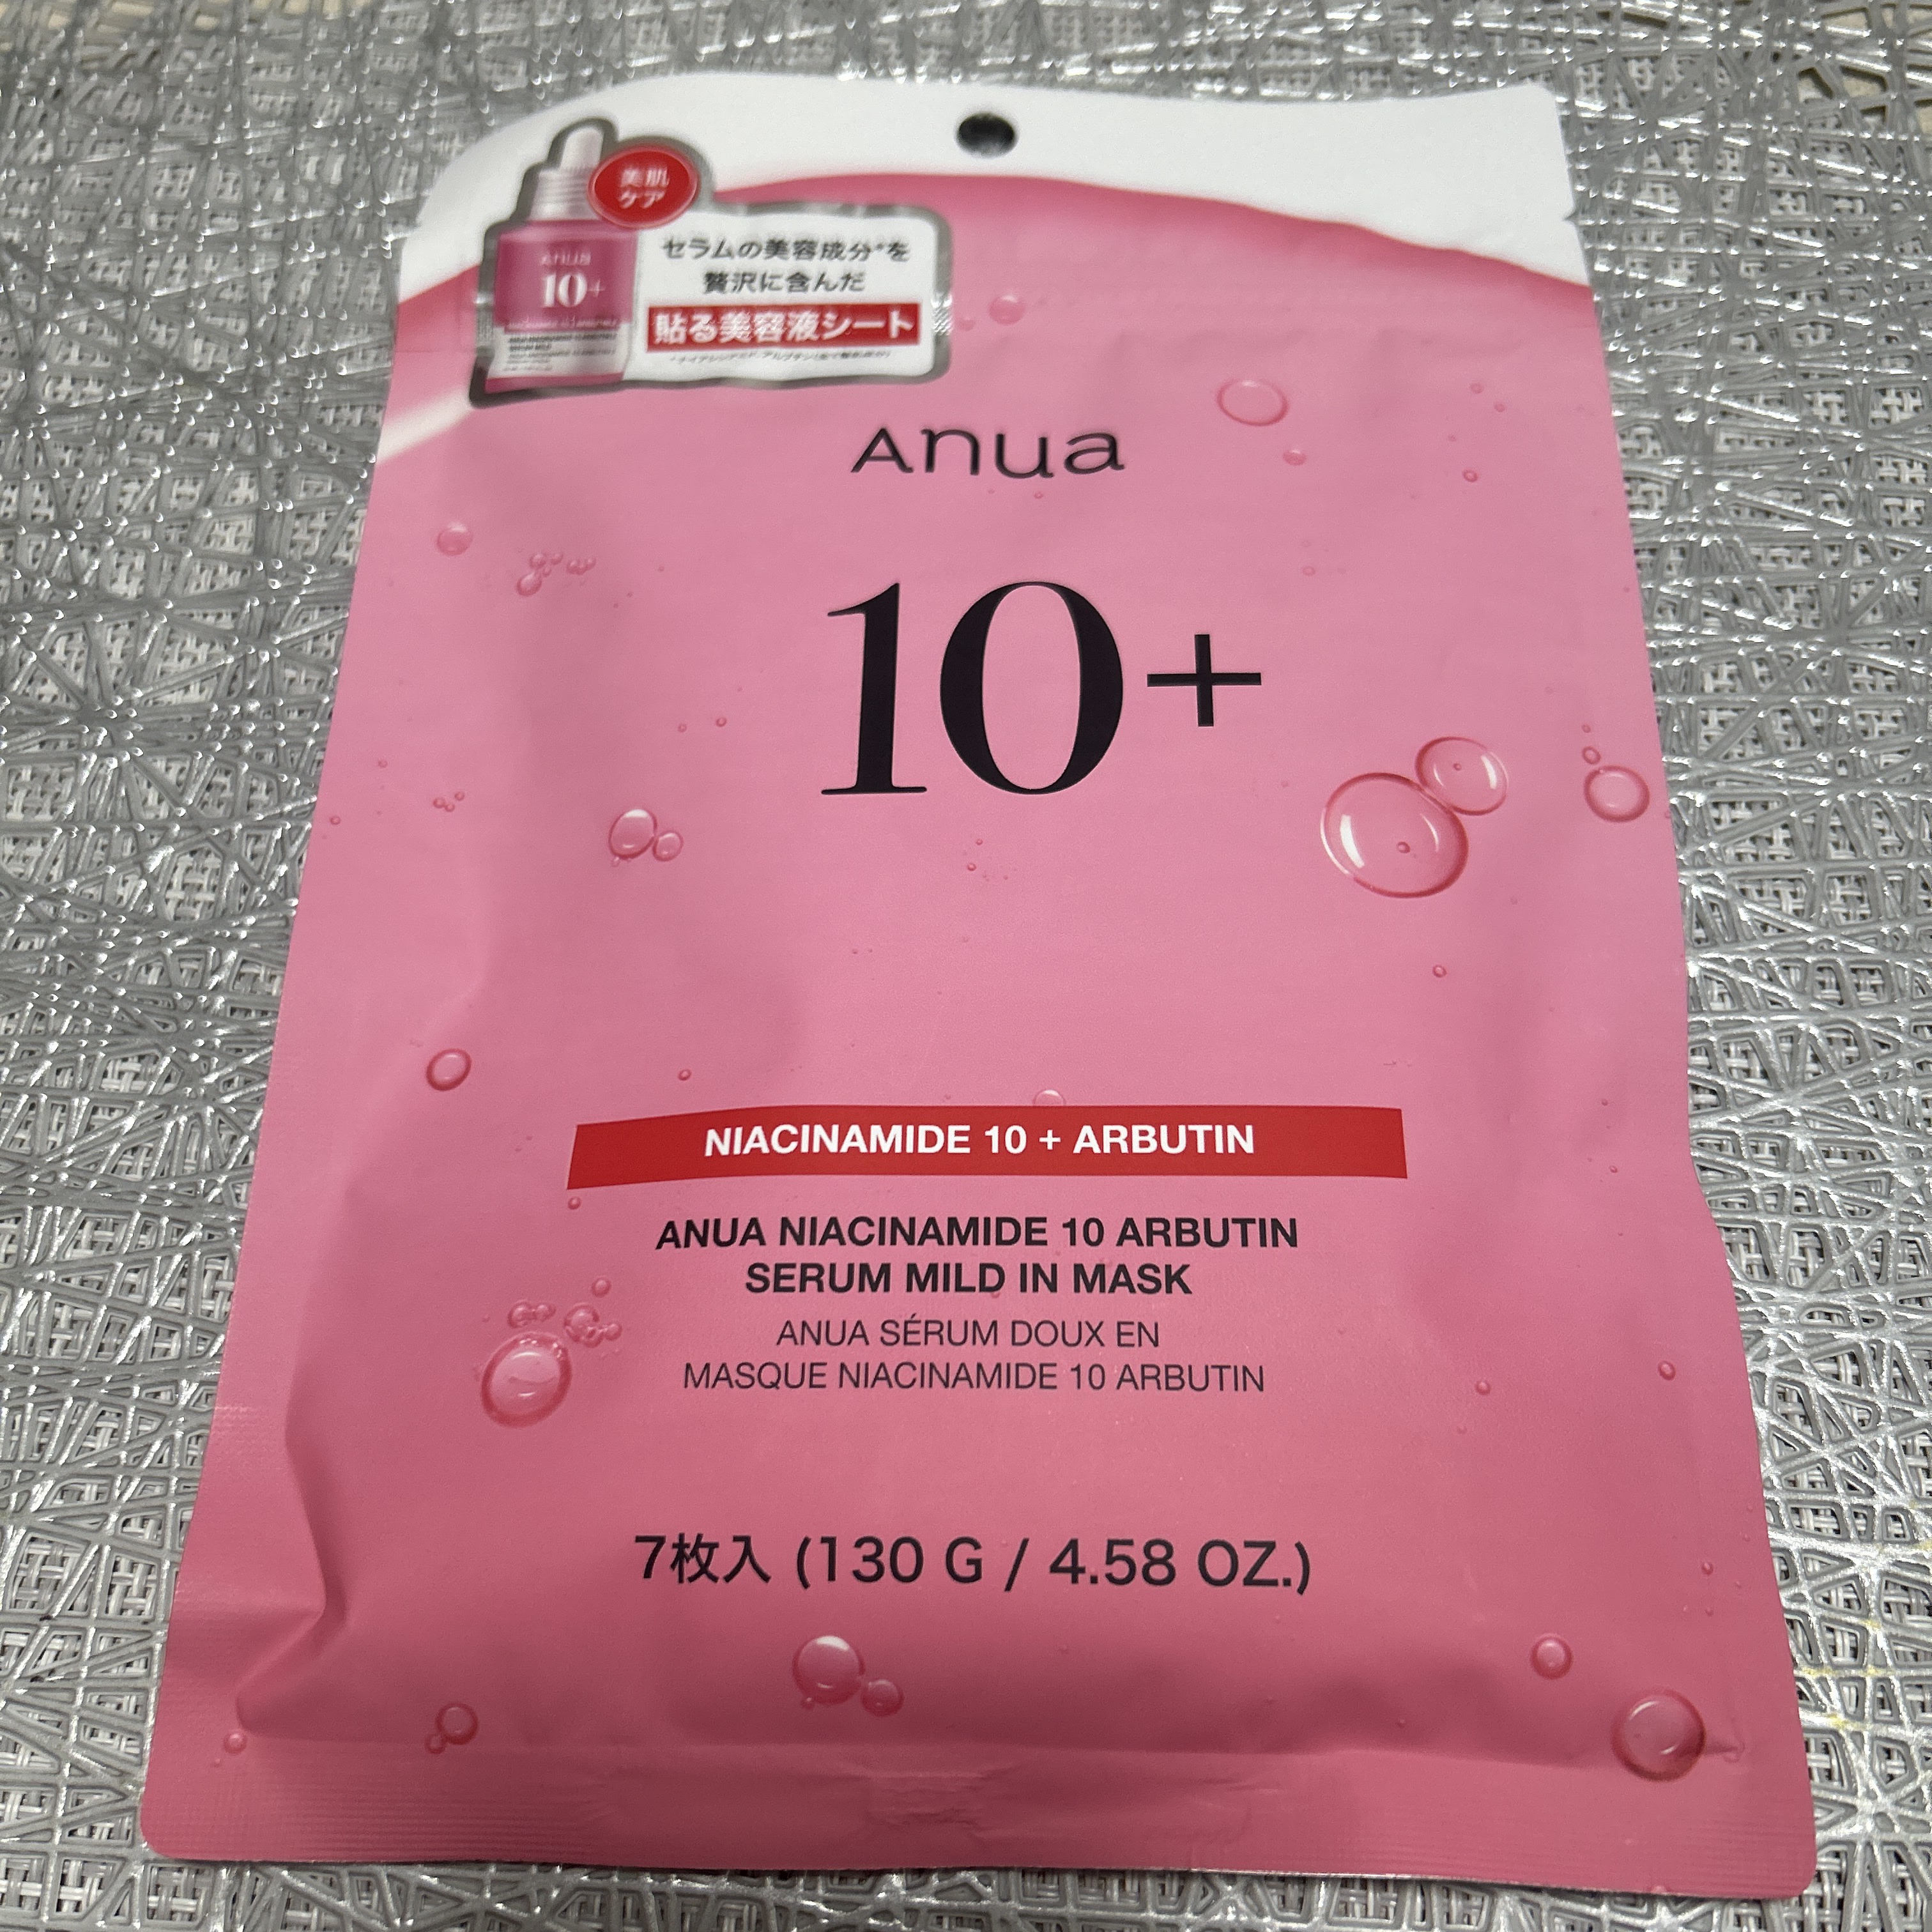 美肌
ケア
ANUA
10+
セラムの美容成分*を
贅沢に含んだ
貼る美容液シート
Anua
10+
NIACINAMIDE 10 + ARBUTIN
ANUA NIACINAMIDE 10 ARBUTIN
SERUM MILD IN MASK
ANUA SÉRUM DOUX EN
MASQUE NIACINAMIDE 10 ARBUTIN
7枚入 (130 G / 4.58 OZ.)